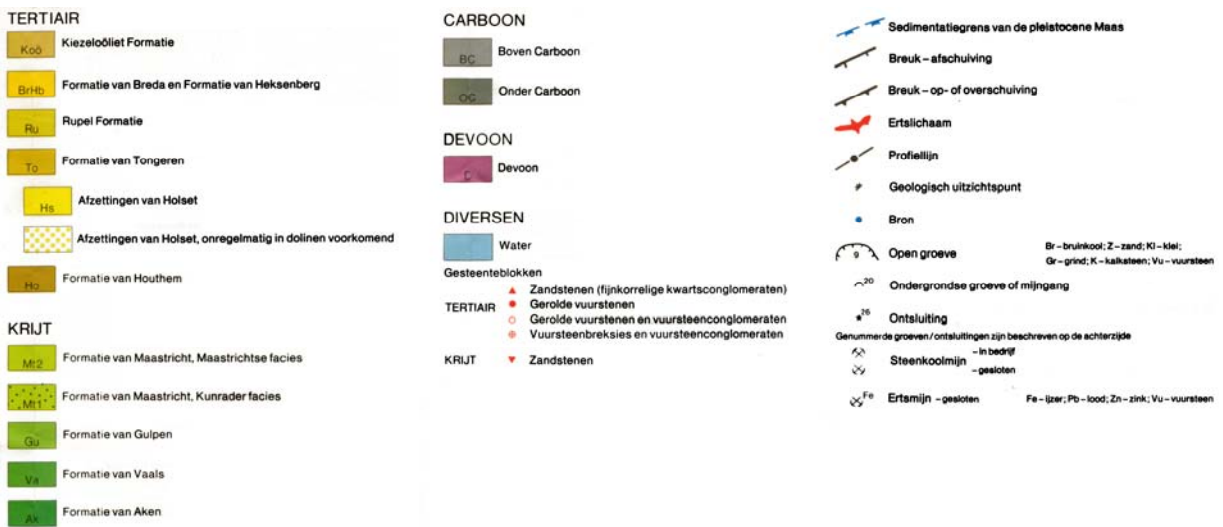 TERTIAIR
Koö Kiezeloöliet Formatie
BrHb Formatie van Breda en Formatie van Heksenberg
Ru Rupel Formatie
To Formatie van Tongeren
Hs Afzettingen van Holset
Afzettingen van Holset, onregelmatig in dolinen voorkomend
Ho Formatie van Houthem
KRIJT
Mt2 Formatie van Maastricht, Maastrichtse facies
Mt1 Formatie van Maastricht, Kunrader facies
Gu Formatie van Gulpen
Va Formatie van Vaals
Ak Formatie van Aken
CARBOON
BC Boven Carboon
OC Onder Carboon
DEVOON
D Devoon
DIVERSEN
Water
Gesteenteblokken
Zandstenen (fijnkorrelige kwartsconglomeraten)
TERTIAIR Gerolde vuurstenen
Gerolde vuurstenen en vuursteenconglomeraten
Vuursteenbreksies en vuursteenconglomeraten
KRIJT Zandstenen
Sedimentatiegrens van de pleistocene Maas
Breuk – afschuiving
Breuk – op- of overschuiving
Ertslichaam
Profiellijn
Geologisch uitzichtspunt
Bron
9 Open groeve Br – bruinkool; Z – zand; Kl – klei;
Gr – grind; K – kalksteen; Vu – vuursteen
20 Ondergrondse groeve of mijngang
26 Ontsluiting
Genummerde groeven/ontsluitingen zijn beschreven op de achterzijde
Steenkoolmijn – in bedrijf
– gesloten
Fe Ertsmijn – gesloten Fe – ijzer; Pb – lood; Zn – zink; Vu – vuursteen